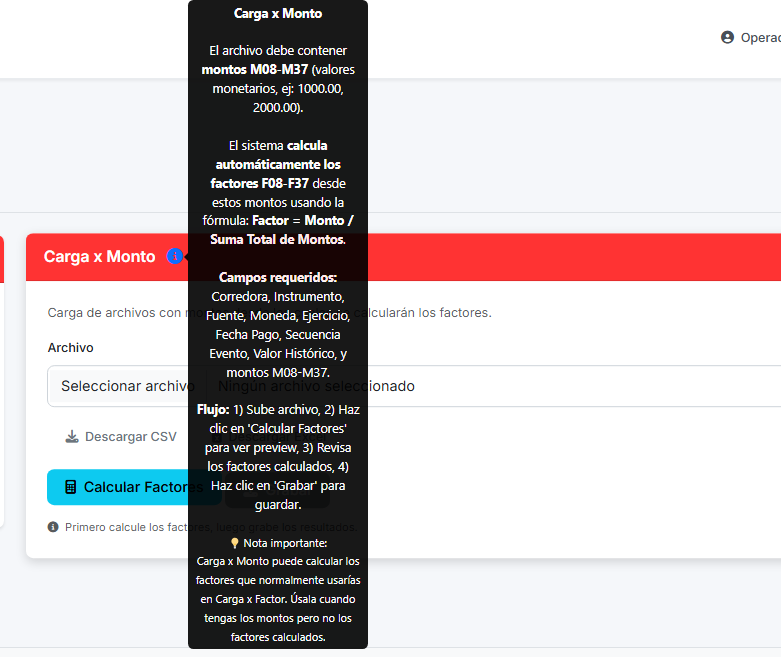 Carga x Monto
El archivo debe contener
montos M08-M37 (valores
monetarios, ej: 1000.00,
2000.00).
El sistema calcula
automáticamente los
factores F08-F37 desde
estos montos usando la
fórmula: Factor = Monto /
Suma Total de Montos.
Campos requeridos:
Corredora, Instrumento,
Fuente, Moneda, Ejercicio,
Fecha Pago, Secuencia
Evento, Valor Histórico, y
montos M08-M37.
Flujo: 1) Sube archivo, 2) Haz
clic en 'Calcular Factores'
para ver preview, 3) Revisa
los factores calculados, 4)
Haz clic en 'Grabar' para
guardar.
💡 Nota importante:
Carga x Monto puede calcular los
factores que normalmente usarías
en Carga x Factor. Úsala cuando
tengas los montos pero no los
factores calculados.
Operac
Carga x Monto
Carga de archivos con calcularán los factores.
Archivo
Seleccionar archivo Ningún archivo seleccionado
Descargar CSV
Calcular Factores
Primero calcule los factores, luego grabe los resultados.